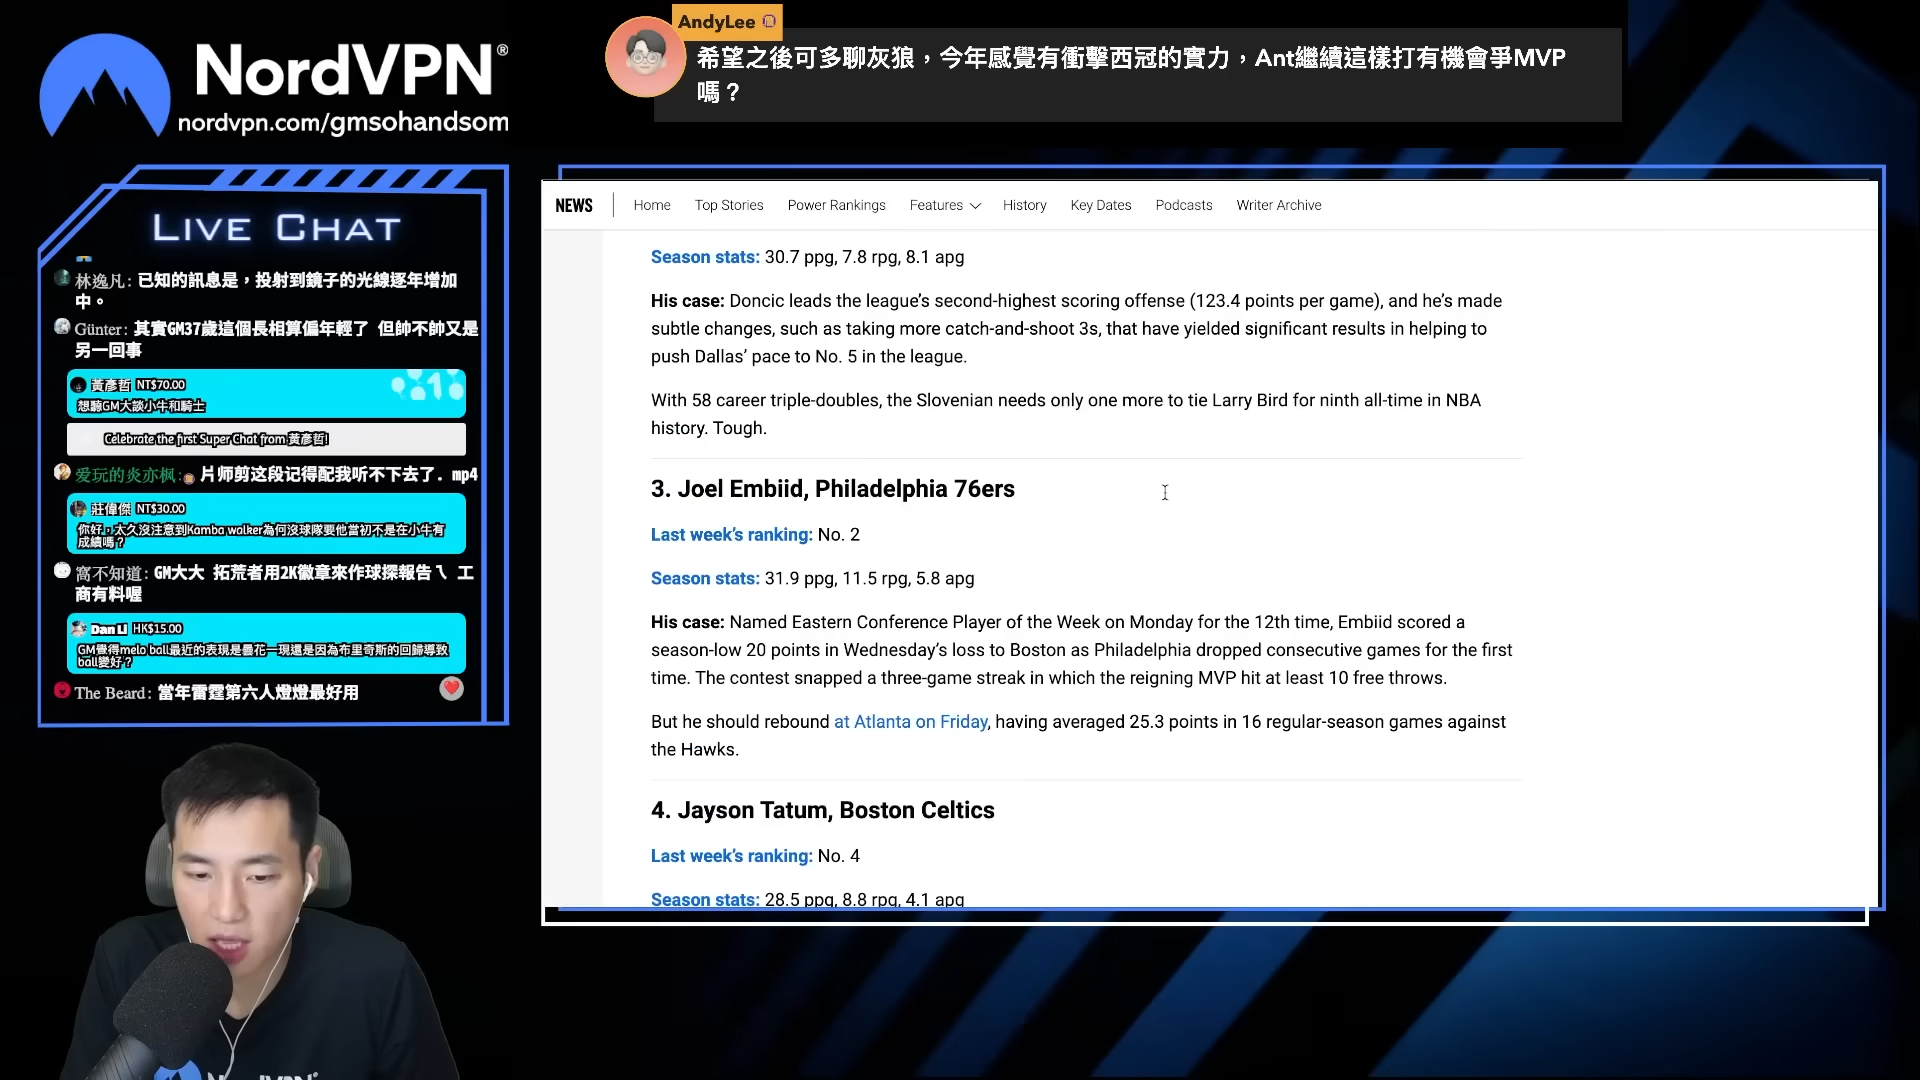 NordVPN®
nordvpn.com/gmsohandsom
AndyLee
希望之後可多聊灰狼，今年感覺有衝擊西冠的實力，Ant繼續這樣打有機會爭MVP
嗎？
LIVE CHAT
林逸凡: 已知的訊息是，投射到鏡子的光線逐年增加
中。
Günter: 其實GM37歲這個長相算偏年輕了 但帥不帥又是
另一回事
黃彥哲 NT$70.00
想聽GM大談小牛和騎士
Celebrate the first Super Chat from 黃彥哲!
爱玩的炎亦枫: 片师剪这段记得配我听不下去了．mp4
莊偉傑 NT$30.00
你好，太久沒注意到Kamba walker為何沒球隊要他當初不是在小牛有
成績嗎？
窩不知道: GM大大 拓荒者用2K徽章來作球探報告ㄟ 工
商有料喔
Dan Li HK$15.00
GM覺得melo ball最近的表現是曇花一現還是因為布里奇斯的回歸導致
ball變好？
The Beard: 當年雷霆第六人燈燈最好用
NEWS
Home
Top Stories
Power Rankings
Features
History
Key Dates
Podcasts
Writer Archive
Season stats: 30.7 ppg, 7.8 rpg, 8.1 apg
His case: Doncic leads the league’s second-highest scoring offense (123.4 points per game), and he’s made
subtle changes, such as taking more catch-and-shoot 3s, that have yielded significant results in helping to
push Dallas’ pace to No. 5 in the league.
With 58 career triple-doubles, the Slovenian needs only one more to tie Larry Bird for ninth all-time in NBA
history. Tough.
3. Joel Embiid, Philadelphia 76ers
Last week’s ranking: No. 2
Season stats: 31.9 ppg, 11.5 rpg, 5.8 apg
His case: Named Eastern Conference Player of the Week on Monday for the 12th time, Embiid scored a
season-low 20 points in Wednesday’s loss to Boston as Philadelphia dropped consecutive games for the first
time. The contest snapped a three-game streak in which the reigning MVP hit at least 10 free throws.
But he should rebound at Atlanta on Friday, having averaged 25.3 points in 16 regular-season games against
the Hawks.
4. Jayson Tatum, Boston Celtics
Last week’s ranking: No. 4
Season stats: 28.5 ppg, 8.8 rpg, 4.1 apg